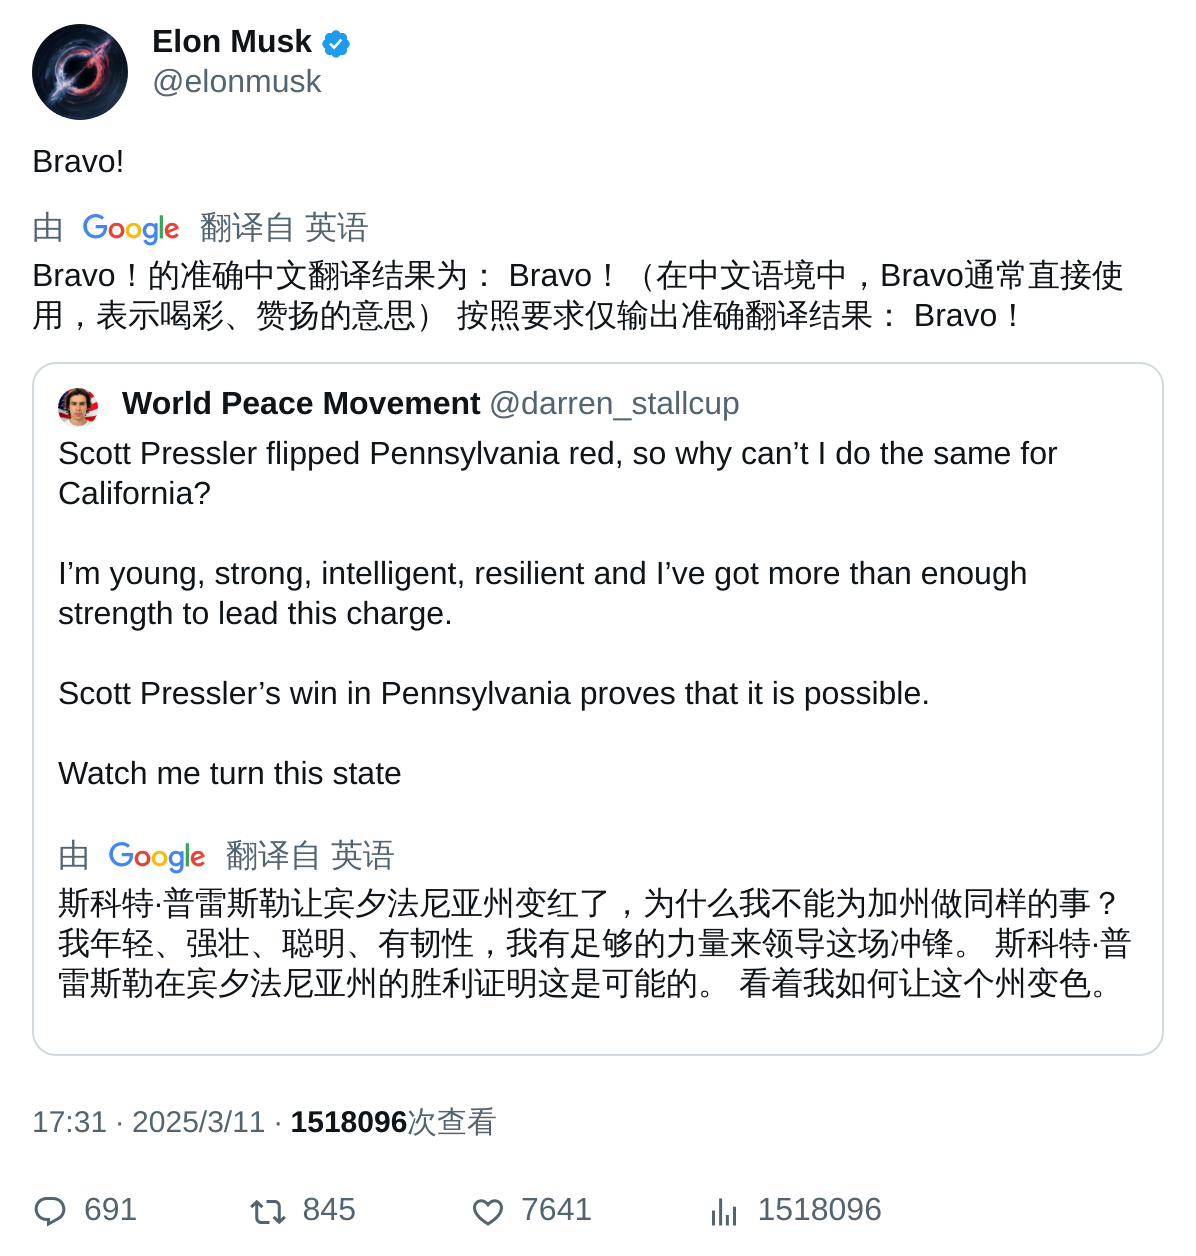 Elon Musk
@elonmusk
Bravo!
由 Google 翻译自 英语
Bravo！的准确中文翻译结果为： Bravo！（在中文语境中，Bravo通常直接使
用，表示喝彩、赞扬的意思） 按照要求仅输出准确翻译结果： Bravo！
World Peace Movement @darren_stallcup
Scott Pressler flipped Pennsylvania red, so why can’t I do the same for
California?
I’m young, strong, intelligent, resilient and I’ve got more than enough
strength to lead this charge.
Scott Pressler’s win in Pennsylvania proves that it is possible.
Watch me turn this state
由 Google 翻译自 英语
斯科特·普雷斯勒让宾夕法尼亚州变红了，为什么我不能为加州做同样的事？
我年轻、强壮、聪明、有韧性，我有足够的力量来领导这场冲锋。 斯科特·普
雷斯勒在宾夕法尼亚州的胜利证明这是可能的。 看着我如何让这个州变色。
17:31 · 2025/3/11 · 1518096次查看
691 845 7641 1518096